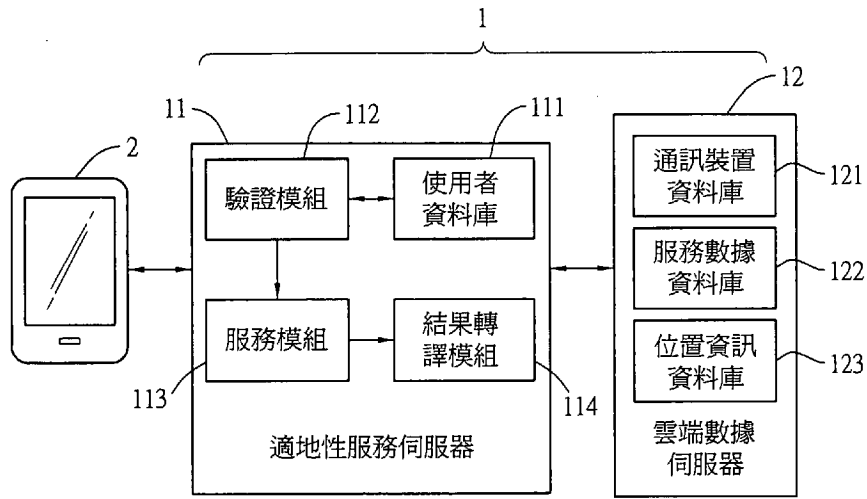 1
11
12
112
111
2
驗證模組
使用者
資料庫
通訊裝置
資料庫
121
服務數據
資料庫
122
服務模組
結果轉
譯模組
位置資訊
資料庫
123
113
114
適地性服務伺服器
雲端數據
伺服器